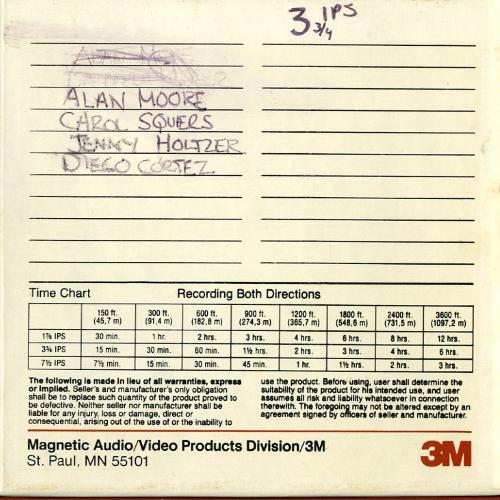 3 3/4 IPS
ALAN MOORE
CAROL SQUERS
JENNY HOLTZER
DIEGO CORTEZ
Time Chart Recording Both Directions
150 ft. 300 ft. 600 ft. 900 ft. 1200 ft. 1800 ft. 2400 ft. 3600 ft.
(45,7 m) (91,4 m) (182,8 m) (274,3 m) (365,7 m) (548,6 m) (731,5 m) (1097,2 m)
1⅞ IPS 30 min. 1 hr. 2 hrs. 3 hrs. 4 hrs. 6 hrs. 8 hrs. 12 hrs.
3¾ IPS 15 min. 30 min. 60 min. 1½ hrs. 2 hrs. 3 hrs. 4 hrs. 6 hrs.
7½ IPS 7½ min. 15 min. 30 min. 45 min. 1 hr. 1½ hrs. 2 hrs. 3 hrs.
The following is made in lieu of all warranties, express
or implied. Seller's and manufacturer's only obligation
shall be to replace such quantity of the product proved to
be defective. Neither seller nor manufacturer shall be
liable for any injury, loss or damage, direct or
consequential, arising out of the use of or the inability to
use the product. Before using, user shall determine the
suitability of the product for his intended use, and user
assumes all risk and liability whatsoever in connection
therewith. The foregoing may not be altered except by an
agreement signed by officers of seller and manufacturer.
Magnetic Audio/Video Products Division/3M
St. Paul, MN 55101
3M